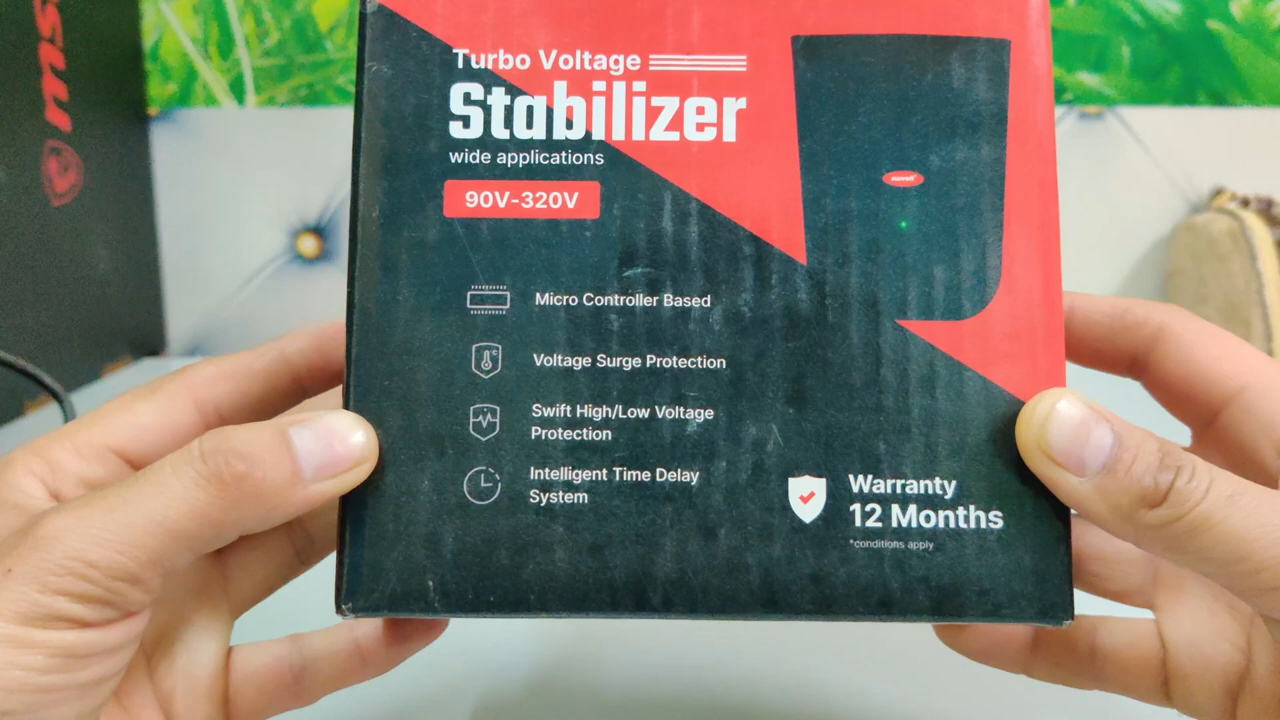 msi
Turbo Voltage
Stabilizer
wide applications
90V-320V
Micro Controller Based
Voltage Surge Protection
Swift High/Low Voltage
Protection
Intelligent Time Delay
System
Warranty
12 Months
*conditions apply